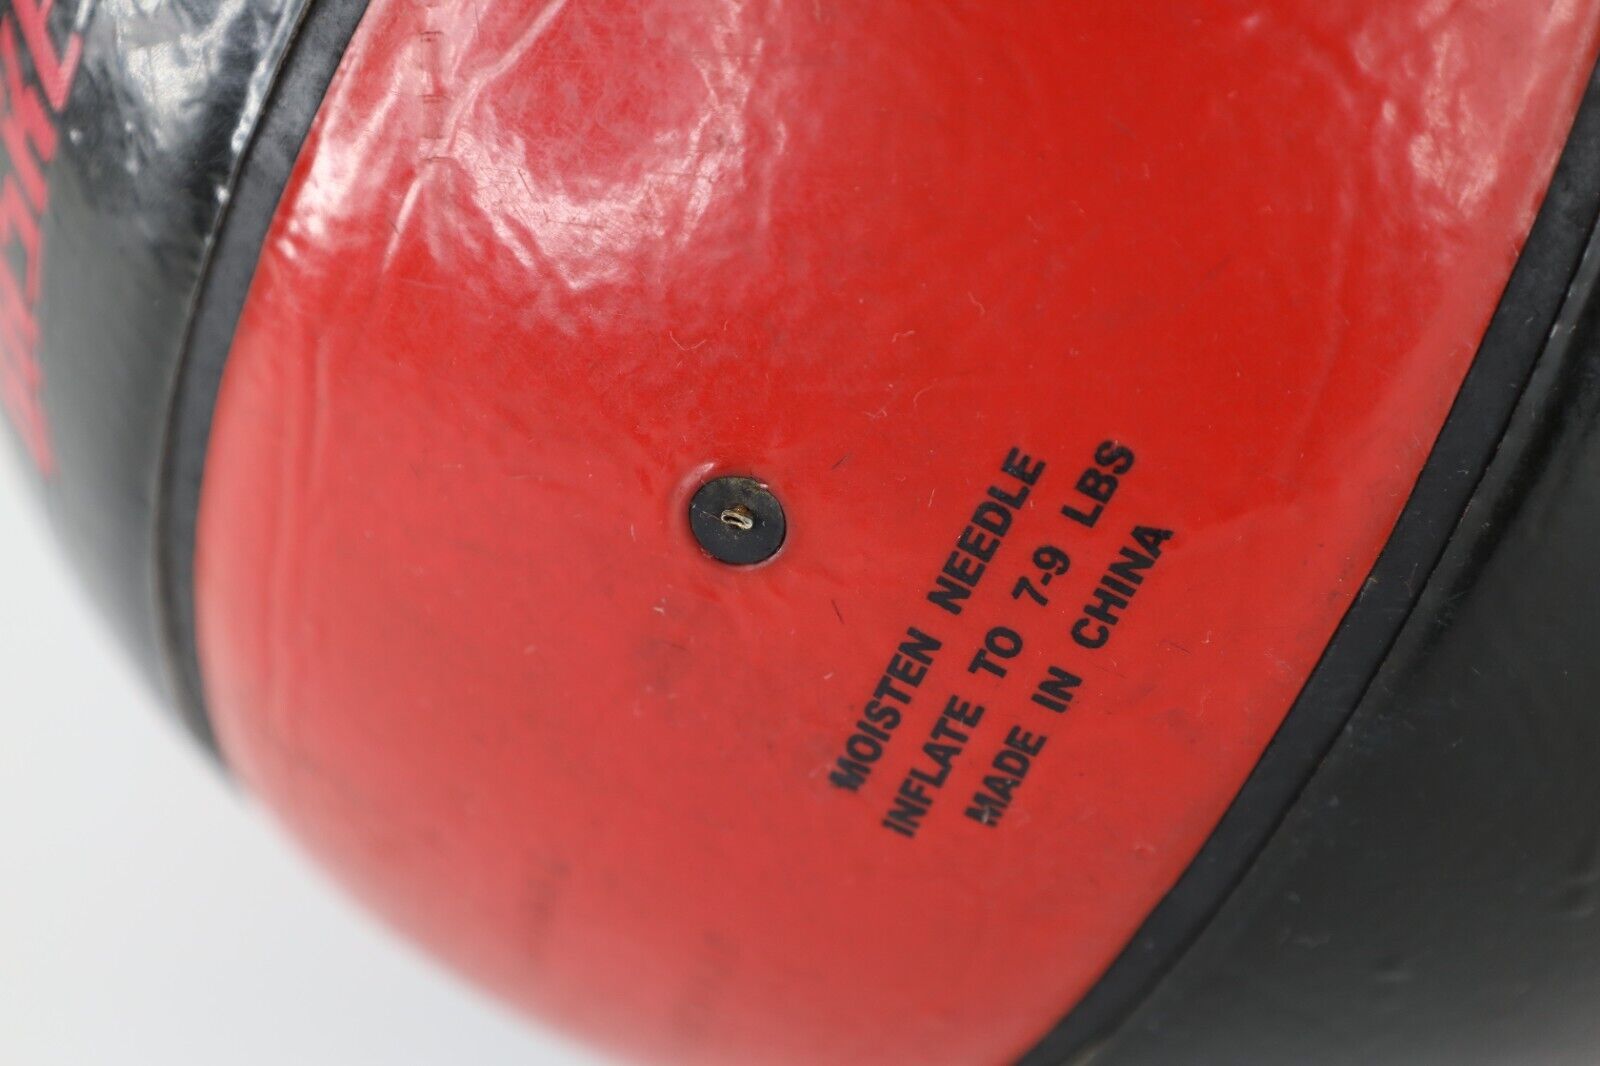 MOISTEN NEEDLE
INFLATE TO 7-9 LBS
MADE IN CHINA